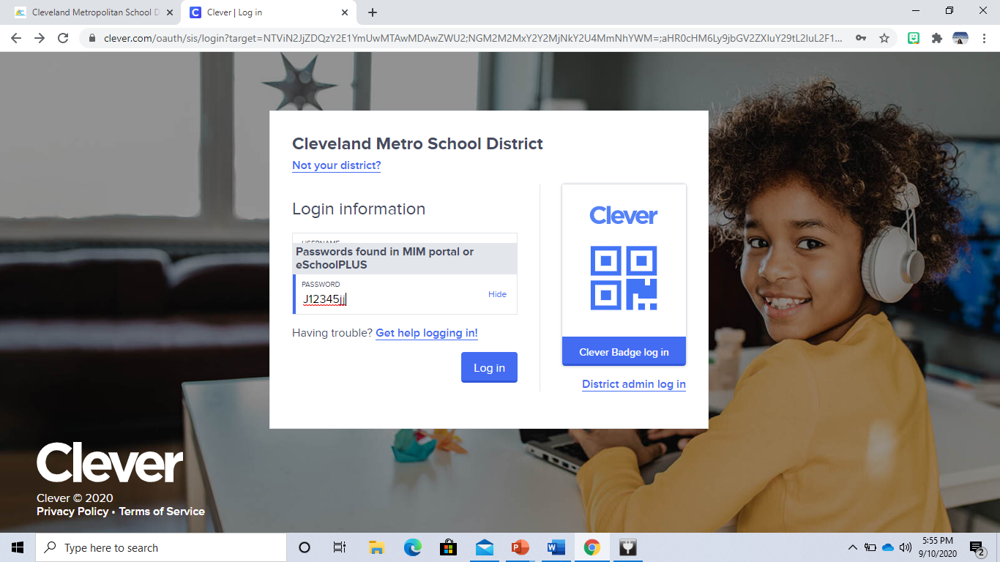 Cleveland Metropolitan School D
Clever | Log in
clever.com/oauth/sis/login?target=NTViN2JjZDQzY2E1YmUwMTAwMDAwZWU2;NGM2M2MxY2Y2MjNkY2U4MmNhYWM=;aHR0cHM6Ly9jbGV2ZXIuY29tL2luL2F1...
Cleveland Metro School District
Not your district?
Login information
USERNAME
Passwords found in MIM portal or
eSchoolPLUS
PASSWORD
J12345jj
Hide
Having trouble? Get help logging in!
Log in
Clever
Clever Badge log in
District admin log in
Clever
Clever © 2020
Privacy Policy • Terms of Service
Type here to search
5:55 PM
9/10/2020
2